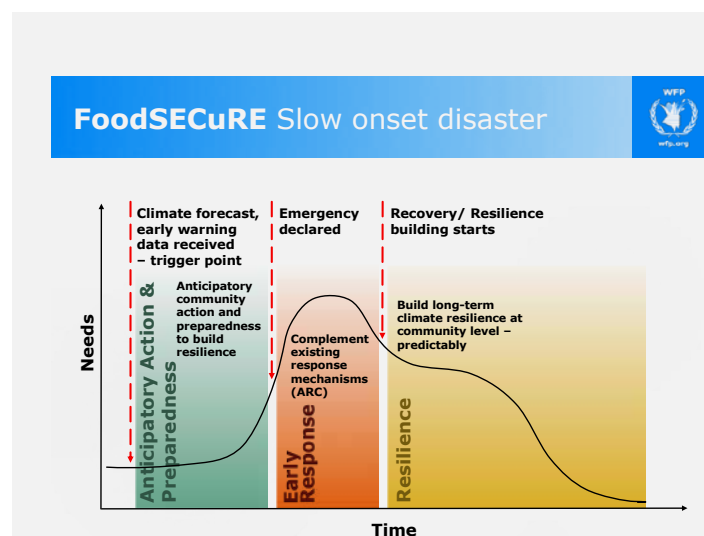 WFP
wfp.org
FoodSECuRE Slow onset disaster
Climate forecast,
early warning
data received
– trigger point
Emergency
declared
Recovery/ Resilience
building starts
Anticipatory
community
action and
preparedness
to build
resilience
Complement
existing
response
mechanisms
(ARC)
Build long-term
climate resilience at
community level –
predictably
Anticipatory Action &
Preparedness
Early
Response
Resilience
Needs
Time